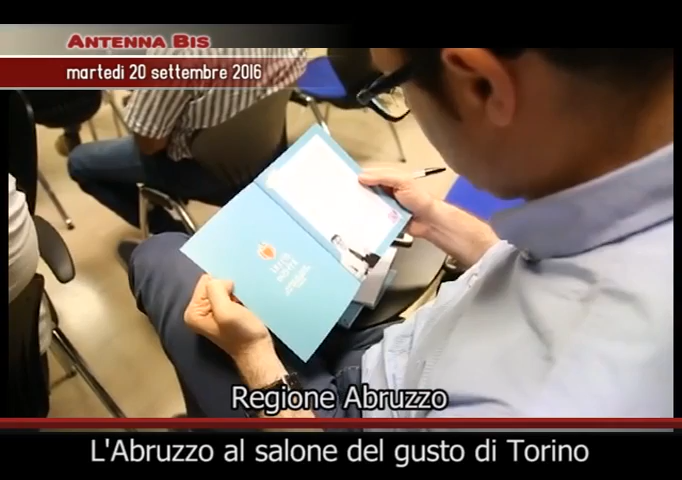 Antenna Bis
martedì 20 settembre 2016
Regione Abruzzo
L'Abruzzo al salone del gusto di Torino